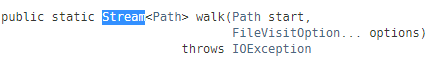 public static Stream<Path> walk(Path start,
FileVisitOption... options)
throws IOException